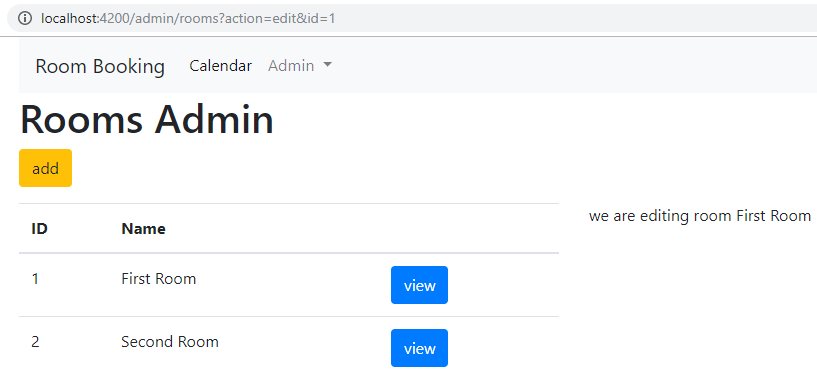 localhost:4200/admin/rooms?action=edit&id=1
Room Booking Calendar Admin
Rooms Admin
add
we are editing room First Room
ID Name
1 First Room view
2 Second Room view